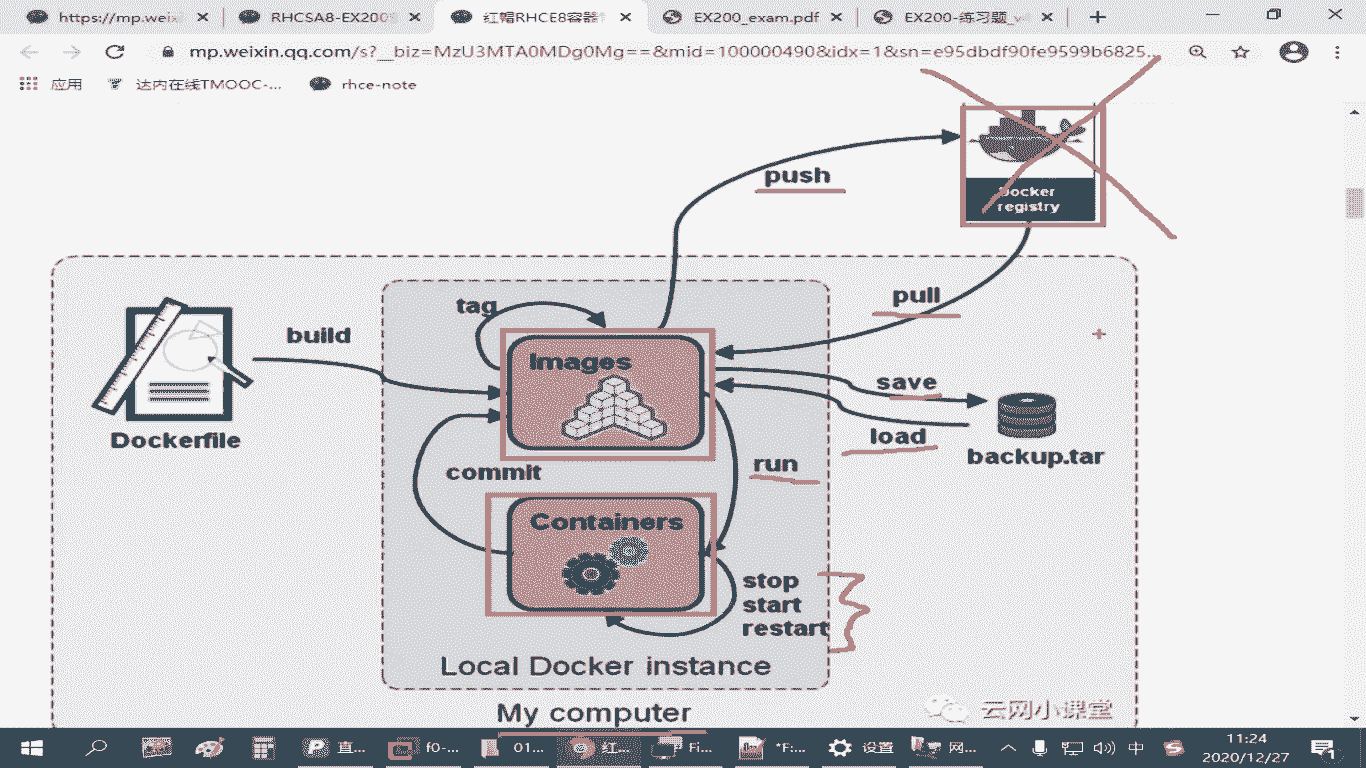 https://mp.weixi
RHCSA8-EX200
红帽RHCE8容器
EX200_exam.pdf
EX200-练习题_v
mp.weixin.qq.com/s?__biz=MzU3MTA0MDg0Mg==&mid=100000490&idx=1&sn=e95dbdf90fe9599b6825...
应用
达内在线TMOOC-...
rhce-note
push
Docker
registry
pull
tag
build
Images
save
Dockerfile
load
backup.tar
commit
run
Containers
stop
start
restart
Local Docker instance
My computer
云网小课堂
直...
f0-...
01...
红...
Fi...
*F:...
设置
网...
中
11:24
2020/12/27
1